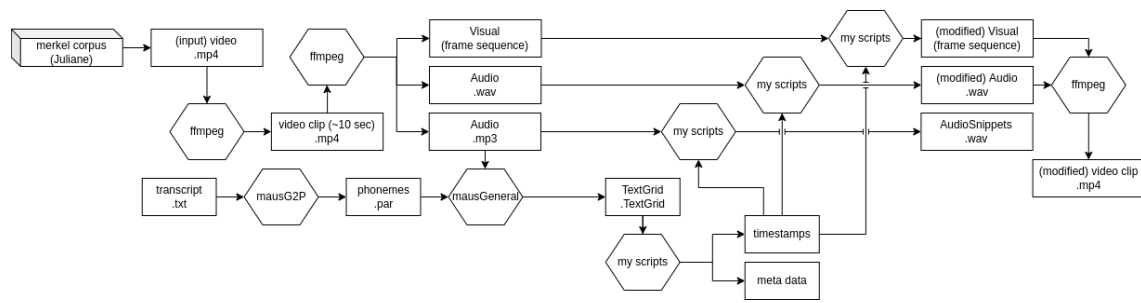 merkel corpus
(Juliane)
(input) video
.mp4
ffmpeg
video clip (~10 sec)
.mp4
ffmpeg
Visual
(frame sequence)
my scripts
(modified) Visual
(frame sequence)
Audio
.wav
my scripts
(modified) Audio
.wav
ffmpeg
Audio
.mp3
my scripts
AudioSnippets
.wav
(modified) video clip
.mp4
transcript
.txt
mausG2P
phonemes
.par
mausGeneral
TextGrid
.TextGrid
my scripts
timestamps
meta data